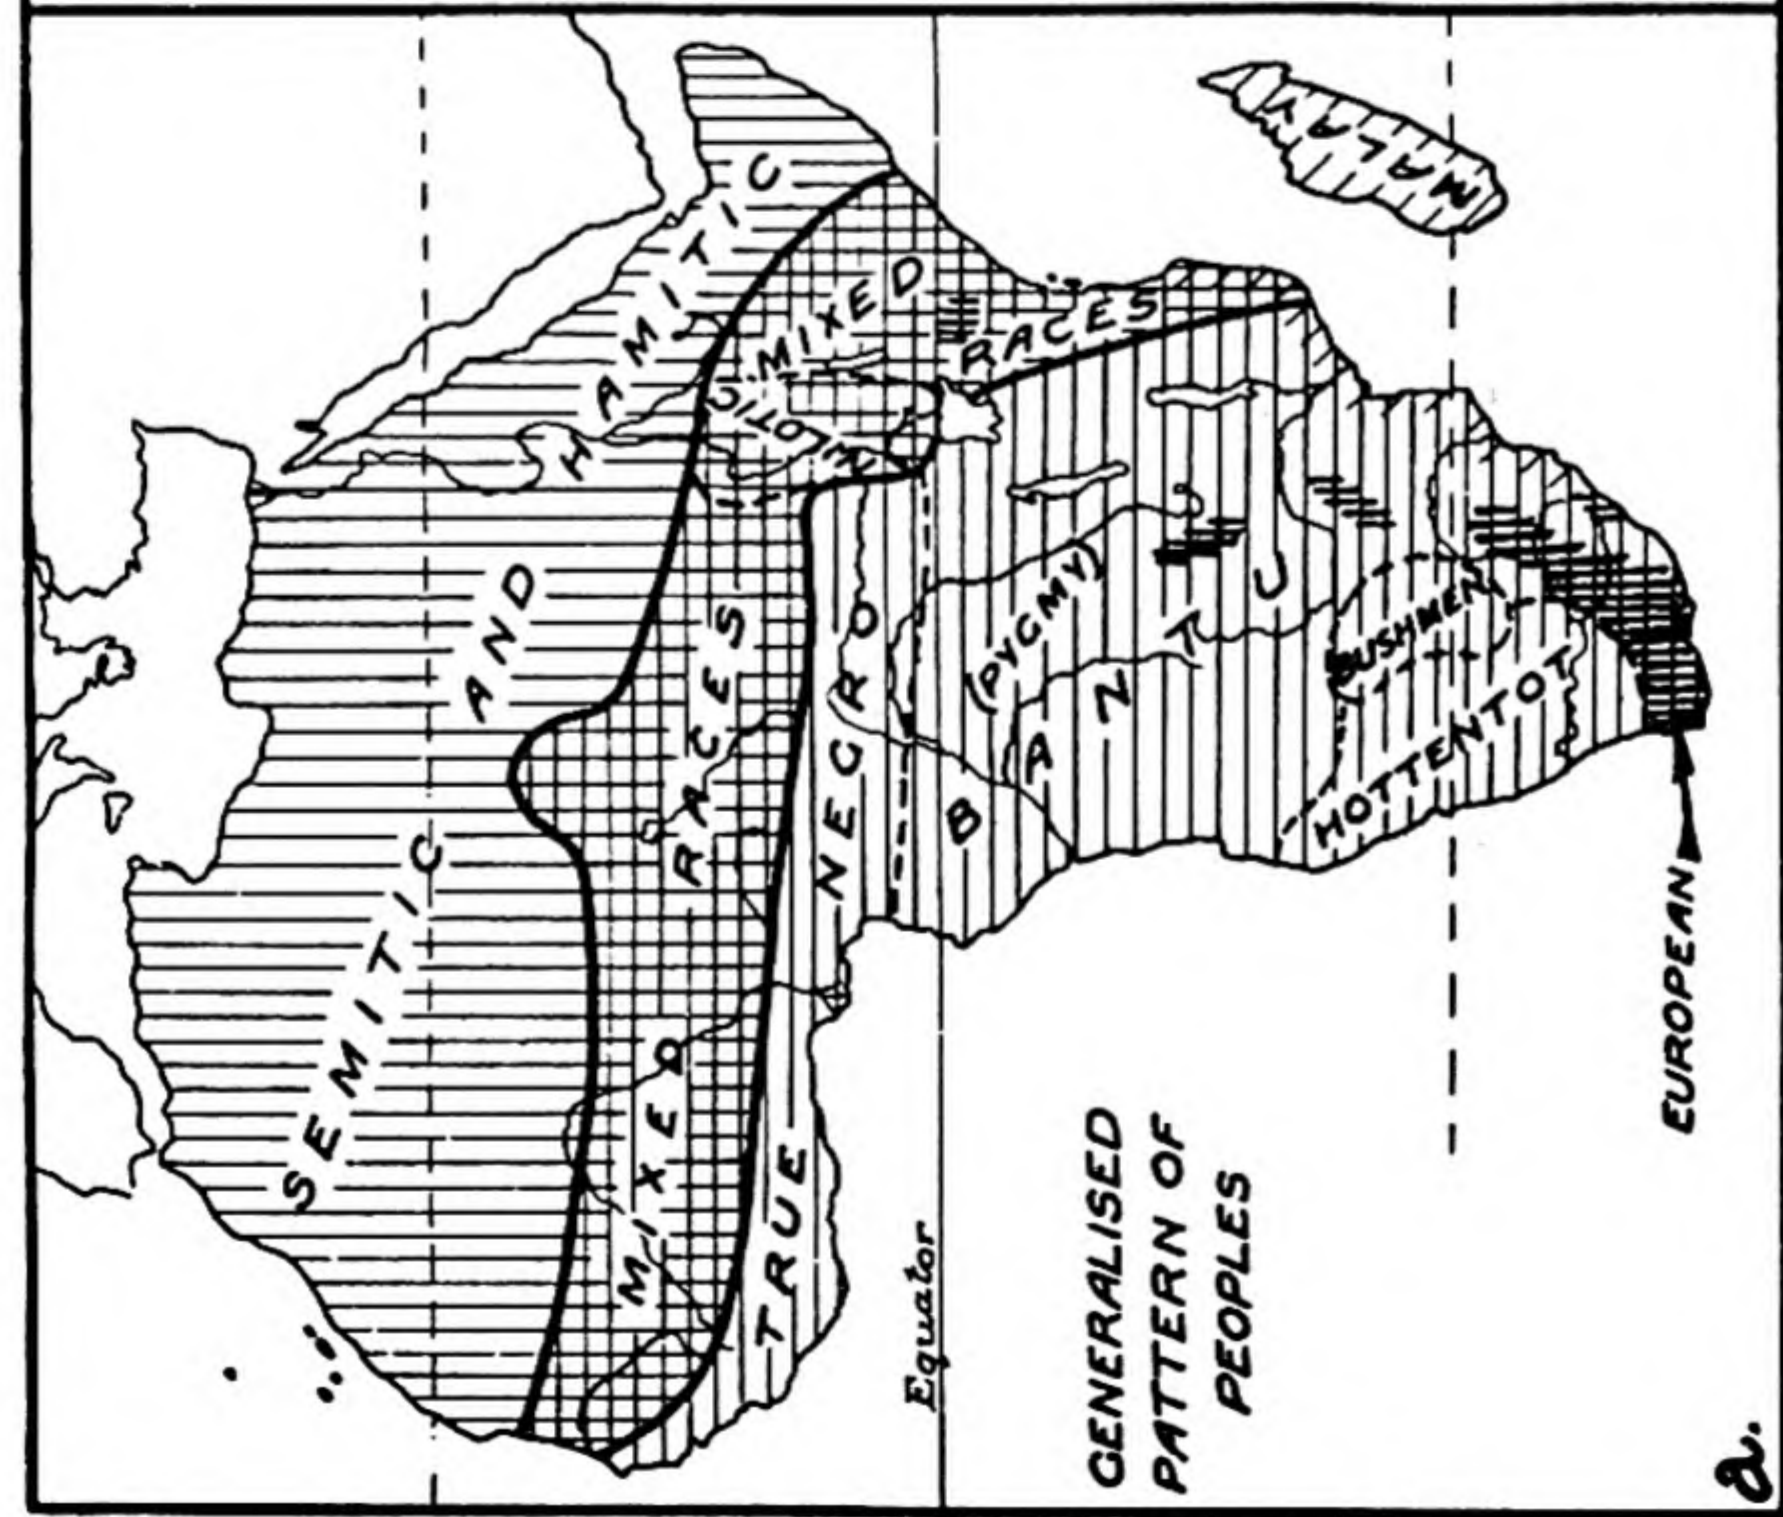 SEMITIC AND HAMITIC
MIXED RACES
NILOTIC
MIXED RACES
TRUE NEGRO
(PYGMY)
BANTU
BUSHMEN
HOTTENTOT
MALAY
EUROPEAN
Equator
GENERALISED
PATTERN OF
PEOPLES
a.